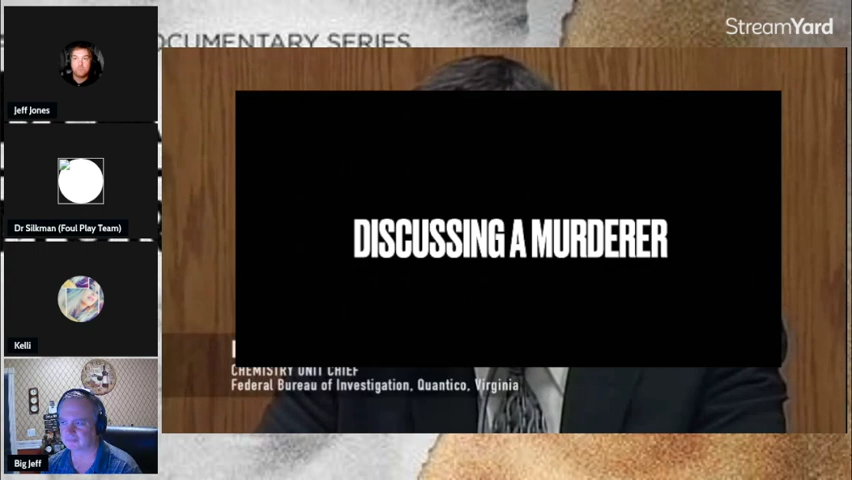 DOCUMENTARY SERIES
StreamYard
Jeff Jones
Dr Silkman (Foul Play Team)
Kelli
Big Jeff
DISCUSSING A MURDERER
CHEMISTRY UNIT CHIEF
Federal Bureau of Investigation, Quantico, Virginia